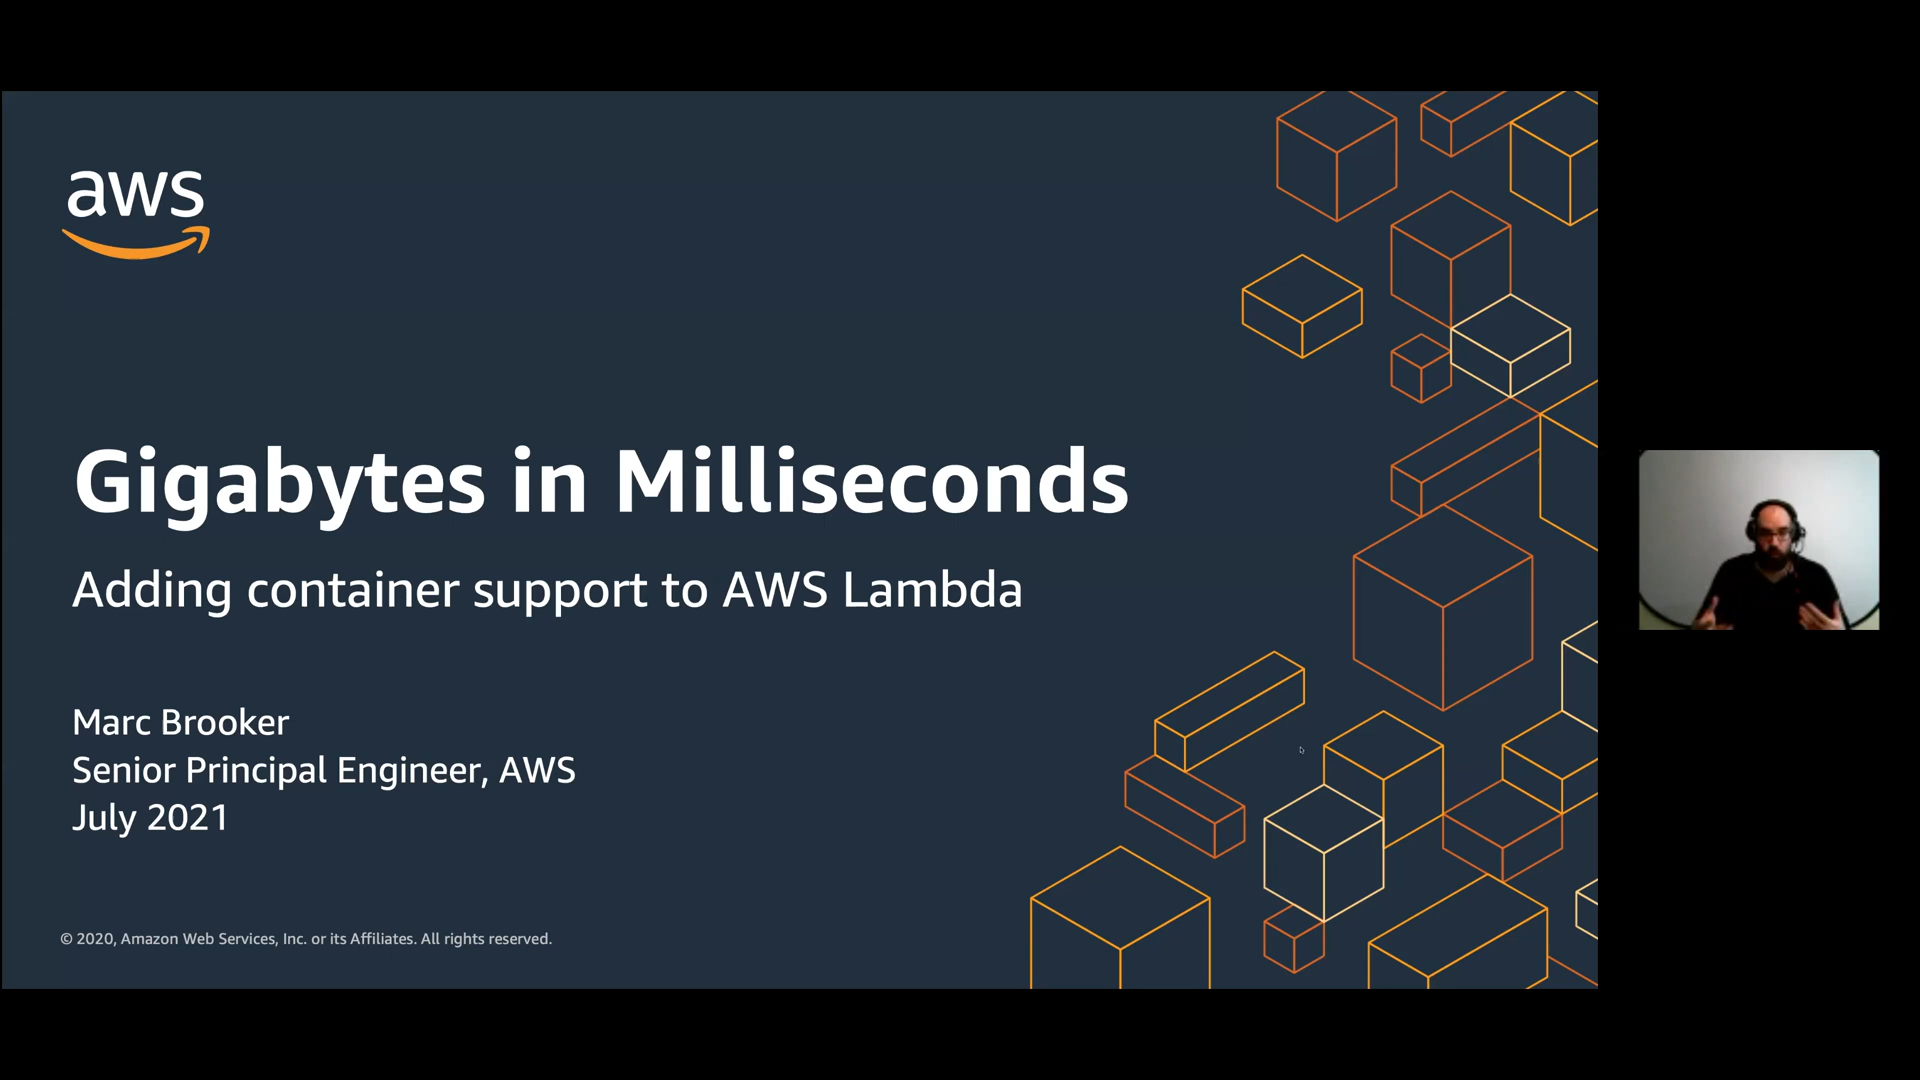 aws
Gigabytes in Milliseconds
Adding container support to AWS Lambda
Marc Brooker
Senior Principal Engineer, AWS
July 2021
© 2020, Amazon Web Services, Inc. or its Affiliates. All rights reserved.